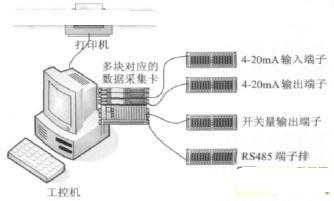 打印机
多块对应的
数据采集卡
4-20mA 输入端子
4-20mA 输出端子
开关量输出端子
RS485 端子排
工控机